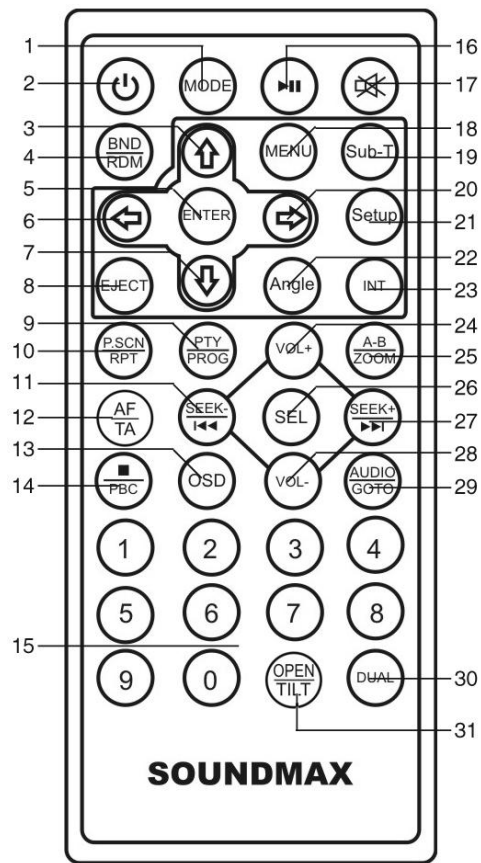 1
16
2
MODE
17
3
BND
RDM
MENU
18
4
Sub-T
19
5
ENTER
20
6
Setup
21
7
22
8
EJECT
Angle
INT
23
9
24
10
P.SCN
RPT
PTY
PROG
VOL+
A-B
ZOOM
25
11
26
12
AF
TA
SEEK-
SEL
SEEK+
27
13
28
14
PBC
OSD
VOL-
AUDIO
GOTO
29
1 2 3 4
5 6 7 8
15
9 0
OPEN
TILT
DUAL
30
31
SOUNDMAX